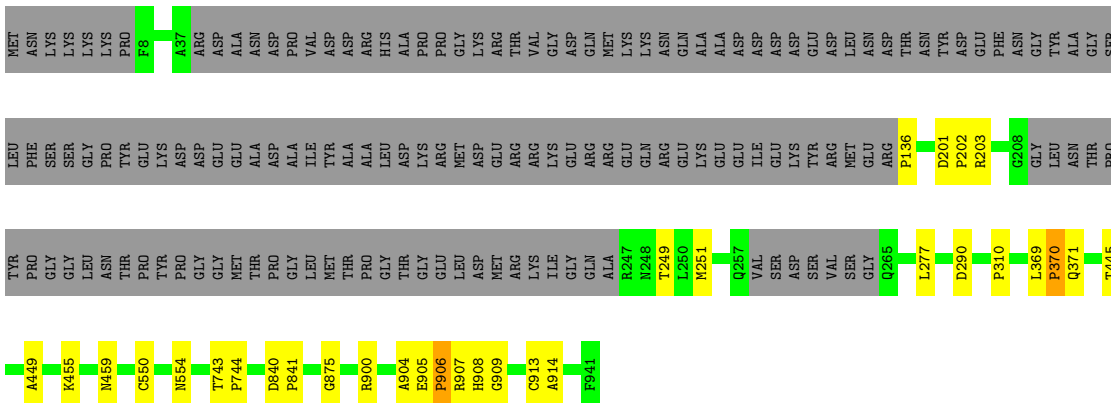 MET ASN LYS LYS LYS LYS PRO F8 A37 ARG ASP ALA ASN ASP PRO VAL ASP ASP ARG HIS ALA PRO PRO GLY LYS ARG THR VAL GLY ASP GLN MET LYS LYS ASN GLN ALA ALA ASP ASP ASP ASP GLU ASP LEU ASN ASP THR ASN TYR ASP GLU PHE ASN GLY TYR ALA GLY SER
LEU PHE SER SER GLY PRO TYR GLU LYS ASP ASP GLU GLU ALA ASP ALA ILE TYR ALA ALA LEU ASP LYS ARG MET ASP GLU ARG ARG LYS GLU ARG ARG GLU GLN ARG GLU LYS GLU GLU ILE GLU LYS TYR ARG MET GLU ARG P136 D201 P202 R203 G208 GLY LEU ASN THR PRO
TYR PRO GLY GLY LEU ASN THR PRO TYR PRO GLY GLY MET THR PRO GLY LEU MET THR PRO GLY THR GLY GLU LEU ASP MET ARG LYS ILE GLY GLN ALA R247 N248 T249 L250 M251 Q257 VAL SER ASP SER VAL SER GLY Q265 L277 D290 P310 L369 P370 Q371 T445
A449 K455 N459 C550 N554 T743 P744 D840 P841 G875 R900 A904 E905 P906 R907 H908 G909 C913 A914 F941